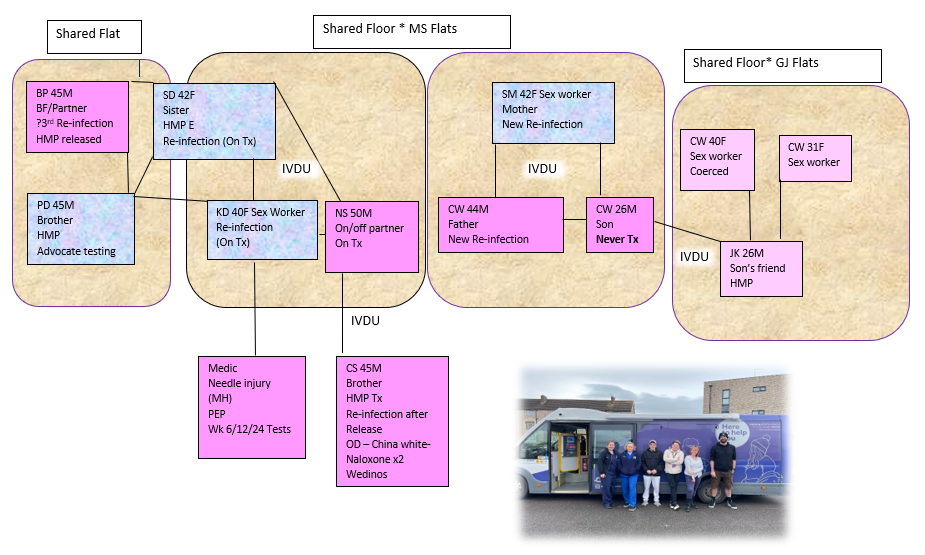 Shared Flat
Shared Floor * MS Flats
Shared Floor* GJ Flats
BP 45M
BF/Partner
?3rd Re-infection
HMP released
SD 42F
Sister
HMP E
Re-infection (On Tx)
IVDU
PD 45M
Brother
HMP
Advocate testing
KD 40F Sex Worker
Re-infection
(On Tx)
NS 50M
On/off partner
On Tx
SM 42F Sex worker
Mother
New Re-infection
IVDU
CW 44M
Father
New Re-infection
CW 26M
Son
Never Tx
CW 40F
Sex worker
Coerced
CW 31F
Sex worker
IVDU
JK 26M
Son's friend
HMP
IVDU
Medic
Needle injury
(MH)
PEP
Wk 6/12/24 Tests
CS 45M
Brother
HMP Tx
Re-infection after
Release
OD – China white-
Naloxone x2
Wedinos
Here
to help
you